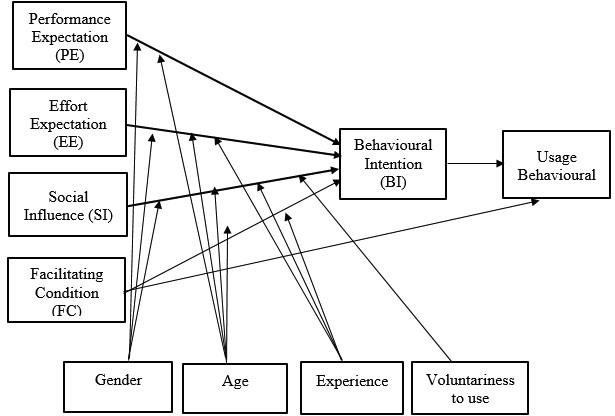 Performance
Expectation
(PE)
Effort
Expectation
(EE)
Social
Influence (SI)
Facilitating
Condition
(FC)
Behavioural
Intention
(BI)
Usage
Behavioural
Gender
Age
Experience
Voluntariness
to use